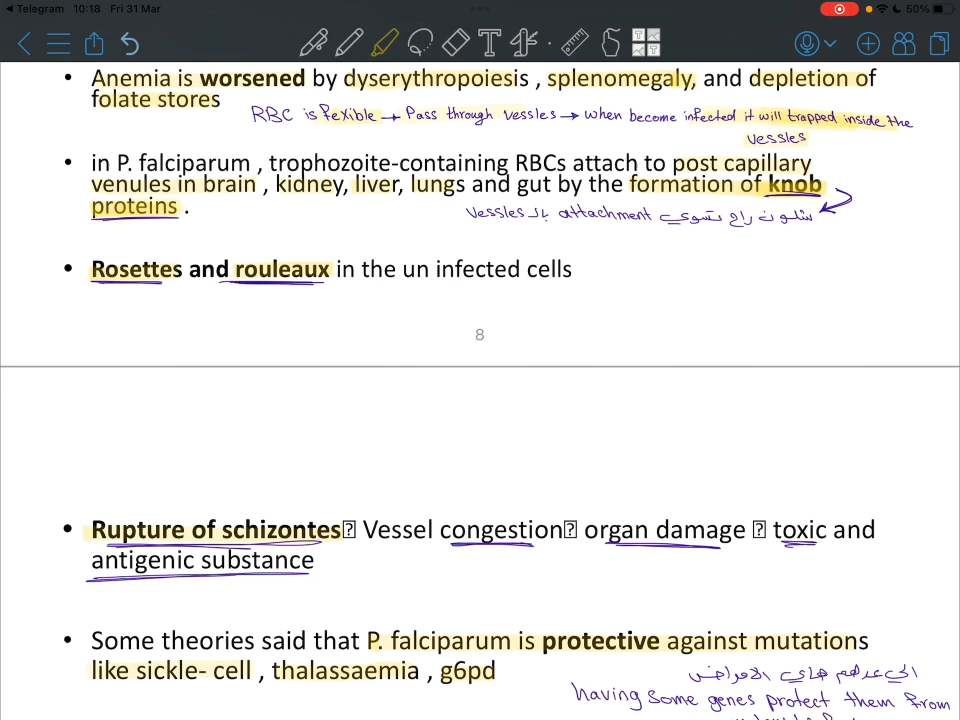 Telegram 10:18 Fri 31 Mar 50%
• Anemia is worsened by dyserythropoiesis , splenomegaly, and depletion of
folate stores
RBC is fexible → Pass through vessles → when become infected it will trapped inside the
vessles
• in P. falciparum , trophozoite-containing RBCs attach to post capillary
venules in brain , kidney, liver, lungs and gut by the formation of knob
proteins .
شلون راح تسوي attachment بالـ vessles
• Rosettes and rouleaux in the un infected cells
8
• Rupture of schizontes Vessel congestion organ damage toxic and
antigenic substance
• Some theories said that P. falciparum is protective against mutations
like sickle- cell , thalassaemia , g6pd
الي عدهم هاي الامراض
having some genes protect them from